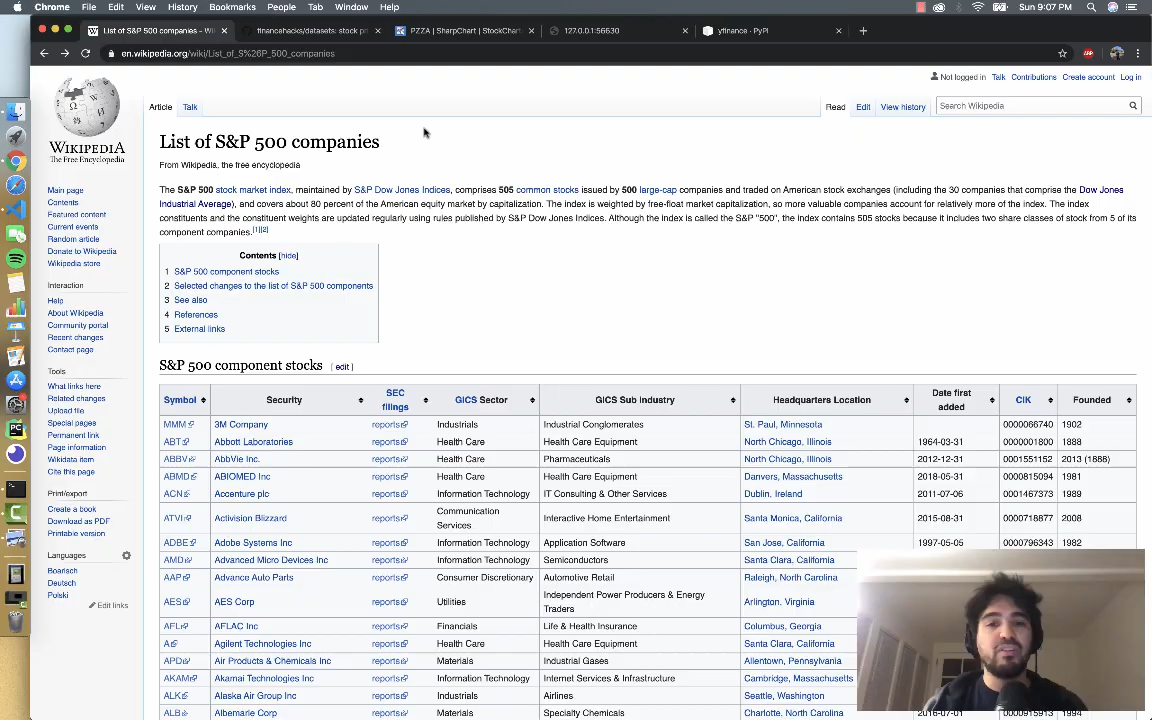 Chrome File Edit View History Bookmarks People Tab Window Help Sun 9:07 PM
List of S&P 500 companies - Wi financehacks/datasets: stock pri PZZA | SharpChart | StockChart 127.0.0.1:56630 yfinance · PyPI
en.wikipedia.org/wiki/List_of_S%26P_500_companies
ABP
Not logged in Talk Contributions Create account Log in
Article Talk Read Edit View history Search Wikipedia
WIKIPEDIA
The Free Encyclopedia
Main page
Contents
Featured content
Current events
Random article
Donate to Wikipedia
Wikipedia store
Interaction
Help
About Wikipedia
Community portal
Recent changes
Contact page
Tools
What links here
Related changes
Upload file
Special pages
Permanent link
Page information
Wikidata item
Cite this page
Print/export
Create a book
Download as PDF
Printable version
Languages
Boarisch
Deutsch
Polski
Edit links
List of S&P 500 companies
From Wikipedia, the free encyclopedia
The S&P 500 stock market index, maintained by S&P Dow Jones Indices, comprises 505 common stocks issued by 500 large-cap companies and traded on American stock exchanges (including the 30 companies that comprise the Dow Jones
Industrial Average), and covers about 80 percent of the American equity market by capitalization. The index is weighted by free-float market capitalization, so more valuable companies account for relatively more of the index. The index
constituents and the constituent weights are updated regularly using rules published by S&P Dow Jones Indices. Although the index is called the S&P "500", the index contains 505 stocks because it includes two share classes of stock from 5 of its
component companies.[1][2]
Contents [hide]
1 S&P 500 component stocks
2 Selected changes to the list of S&P 500 components
3 See also
4 References
5 External links
S&P 500 component stocks [ edit ]
Symbol Security SEC filings GICS Sector GICS Sub Industry Headquarters Location Date first added CIK Founded
MMM 3M Company reports Industrials Industrial Conglomerates St. Paul, Minnesota 0000066740 1902
ABT Abbott Laboratories reports Health Care Health Care Equipment North Chicago, Illinois 1964-03-31 0000001800 1888
ABBV AbbVie Inc. reports Health Care Pharmaceuticals North Chicago, Illinois 2012-12-31 0001551152 2013 (1888)
ABMD ABIOMED Inc reports Health Care Health Care Equipment Danvers, Massachusetts 2018-05-31 0000815094 1981
ACN Accenture plc reports Information Technology IT Consulting & Other Services Dublin, Ireland 2011-07-06 0001467373 1989
ATVI Activision Blizzard reports Communication Services Interactive Home Entertainment Santa Monica, California 2015-08-31 0000718877 2008
ADBE Adobe Systems Inc reports Information Technology Application Software San Jose, California 1997-05-05 0000796343 1982
AMD Advanced Micro Devices Inc reports Information Technology Semiconductors Santa Clara, California
AAP Advance Auto Parts reports Consumer Discretionary Automotive Retail Raleigh, North Carolina
AES AES Corp reports Utilities Independent Power Producers & Energy Traders Arlington, Virginia
AFL AFLAC Inc reports Financials Life & Health Insurance Columbus, Georgia
A Agilent Technologies Inc reports Health Care Health Care Equipment Santa Clara, California
APD Air Products & Chemicals Inc reports Materials Industrial Gases Allentown, Pennsylvania
AKAM Akamai Technologies Inc reports Information Technology Internet Services & Infrastructure Cambridge, Massachusetts
ALK Alaska Air Group Inc reports Industrials Airlines Seattle, Washington
ALB Albemarle Corp reports Materials Specialty Chemicals Charlotte, North Carolina 2016-07-01 0000915913 1994